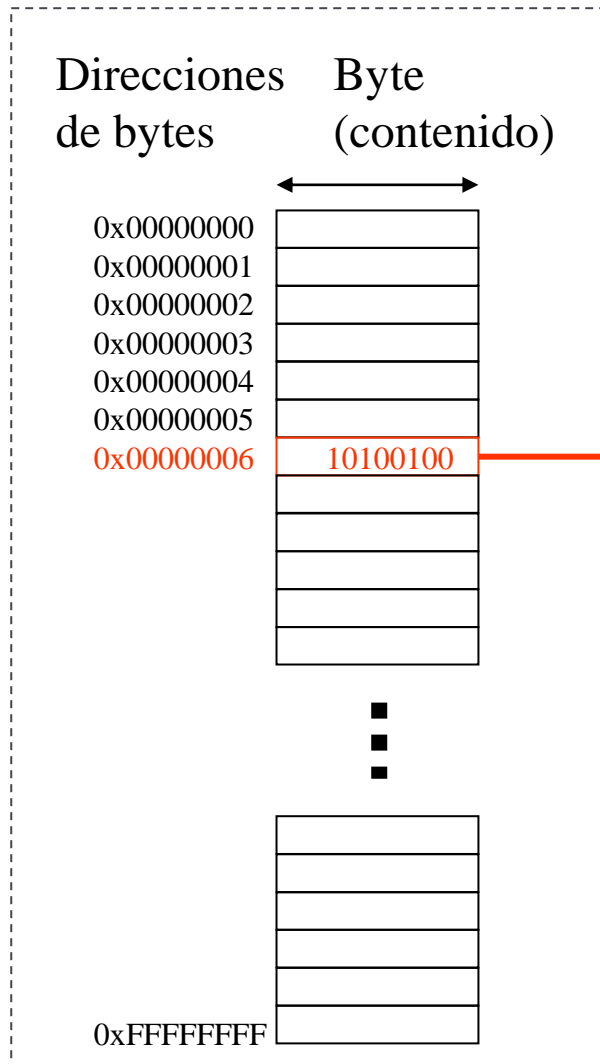 Direcciones Byte
de bytes (contenido)
0x00000000
0x00000001
0x00000002
0x00000003
0x00000004
0x00000005
0x00000006 10100100
0xFFFFFFFF